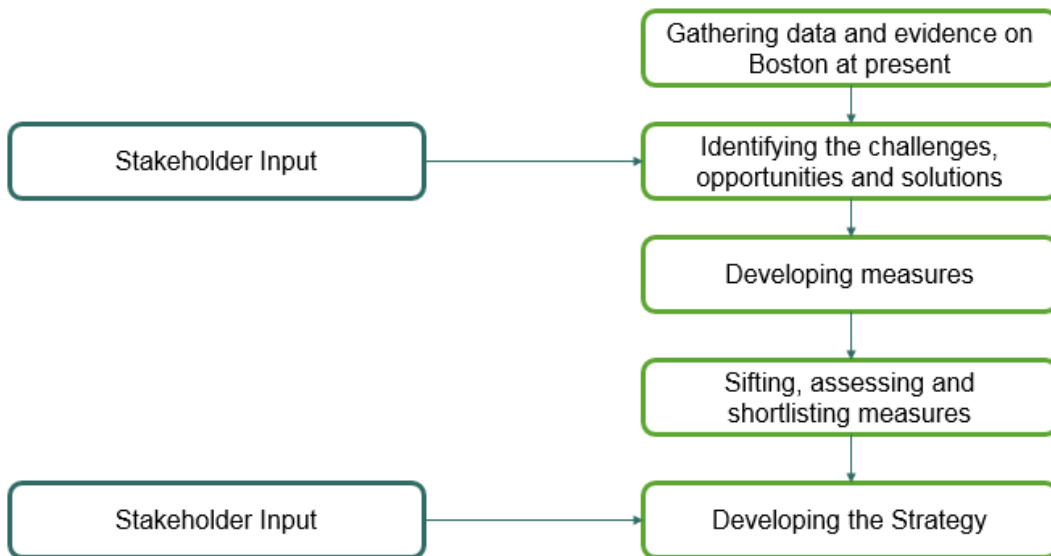 Gathering data and evidence on
Boston at present
Stakeholder Input
Identifying the challenges,
opportunities and solutions
Developing measures
Sifting, assessing and
shortlisting measures
Stakeholder Input
Developing the Strategy